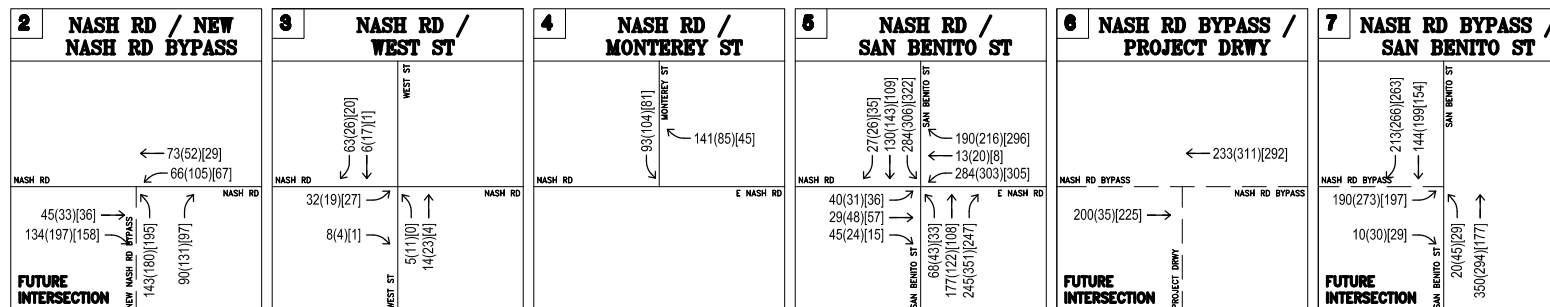 2
NASH RD / NEW
NASH RD BYPASS
73(52)[29]
66(105)[67]
NASH RD
NASH RD
45(33)[36]
134(197)[158]
NEW NASH RD BYPASS
143(180)[195]
90(131)[97]
FUTURE
INTERSECTION
3
NASH RD /
WEST ST
WEST ST
63(26)[20]
6(17)[1]
NASH RD
NASH RD
32(19)[27]
8(4)[1]
WEST ST
5(11)[0]
14(23)[4]
4
NASH RD /
MONTEREY ST
MONTEREY ST
93(104)[81]
141(85)[45]
NASH RD
E NASH RD
5
NASH RD /
SAN BENITO ST
27(26)[35]
130(143)[109]
284(306)[322]
SAN BENITO ST
190(216)[296]
13(20)[8]
284(303)[305]
NASH RD
E NASH RD
40(31)[36]
29(48)[57]
45(24)[15]
SAN BENITO ST
68(43)[33]
177(122)[108]
245(351)[247]
6
NASH RD BYPASS /
PROJECT DRWY
233(311)[292]
NASH RD BYPASS
NASH RD BYPASS
200(35)[225]
PROJECT DRWY
FUTURE
INTERSECTION
7
NASH RD BYPASS /
SAN BENITO ST
213(266)[263]
144(199[154]
SAN BENITO ST
NASH RD BYPASS
190(273)[197]
10(30)[29]
SAN BENITO ST
20(45)[29]
350(294)[177]
FUTURE
INTERSECTION